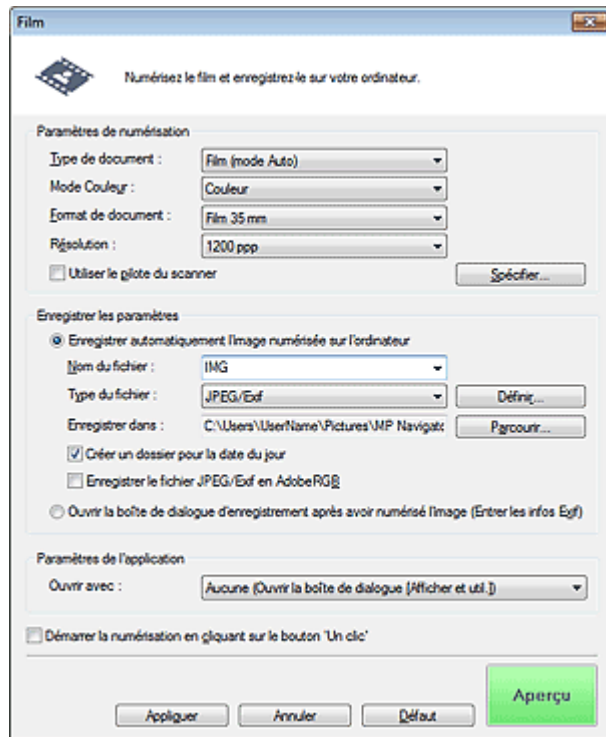 Film
Numérisez le film et enregistrez-le sur votre ordinateur.
Paramètres de numérisation
Type de document : Film (mode Auto)
Mode Couleur : Couleur
Format de document : Film 35 mm
Résolution : 1200 ppp
Utiliser le pilote du scanner Spécifier...
Enregistrer les paramètres
Enregistrer automatiquement l'image numérisée sur l'ordinateur
Nom du fichier : IMG
Type du fichier : JPEG/Exif Définir...
Enregistrer dans : C:\Users\UserName\Pictures\MP Navigato Parcourir...
Créer un dossier pour la date du jour
Enregistrer le fichier JPEG/Exif en Adobe RGB
Ouvrir la boîte de dialogue d'enregistrement après avoir numérisé l'image (Entrer les infos Exif)
Paramètres de l'application
Ouvrir avec : Aucune (Ouvrir la boîte de dialogue [Afficher et util.])
Démarrer la numérisation en cliquant sur le bouton 'Un clic'
Aperçu
Appliquer Annuler Défaut